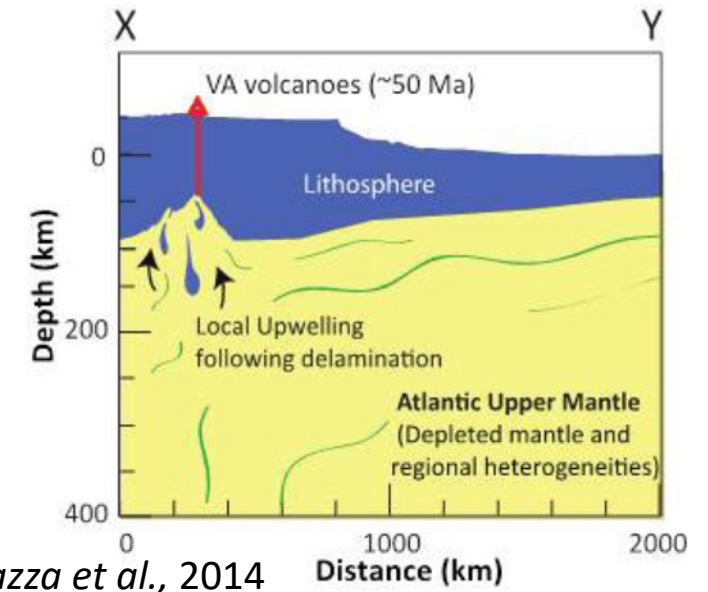 X Y
VA volcanoes (~50 Ma)
0
Lithosphere
Depth (km)
200
Local Upwelling
following delamination
Atlantic Upper Mantle
(Depleted mantle and
regional heterogeneities)
400
0 1000 2000
Distance (km)
azza et al., 2014